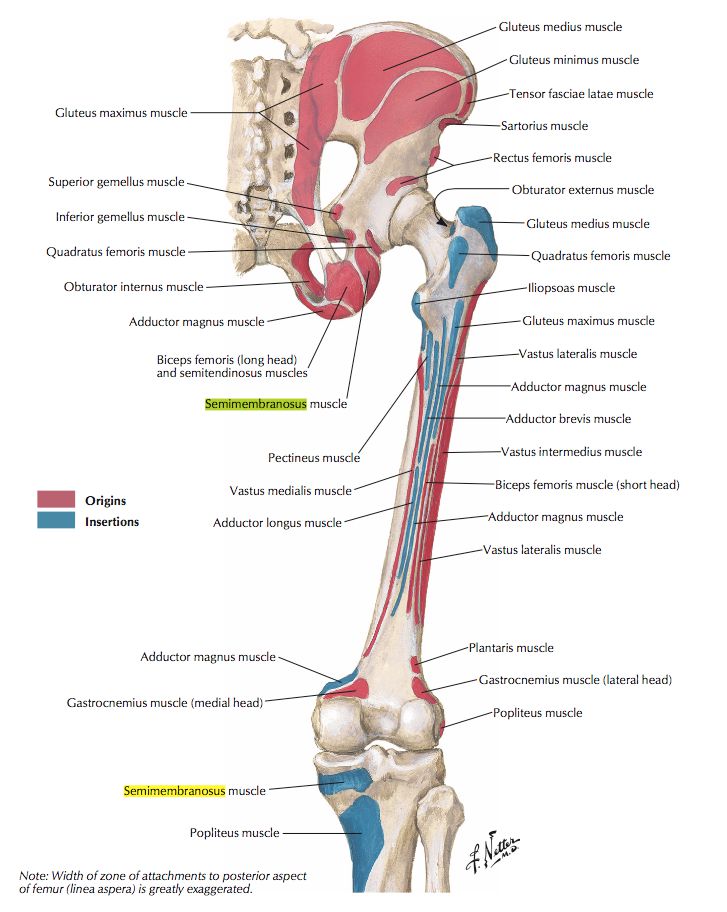 Gluteus medius muscle
Gluteus minimus muscle
Tensor fasciae latae muscle
Gluteus maximus muscle
Sartorius muscle
Rectus femoris muscle
Superior gemellus muscle
Obturator externus muscle
Inferior gemellus muscle
Gluteus medius muscle
Quadratus femoris muscle
Quadratus femoris muscle
Obturator internus muscle
Iliopsoas muscle
Adductor magnus muscle
Gluteus maximus muscle
Biceps femoris (long head)
and semitendinosus muscles
Vastus lateralis muscle
Adductor magnus muscle
Semimembranosus muscle
Adductor brevis muscle
Pectineus muscle
Vastus intermedius muscle
Vastus medialis muscle
Biceps femoris muscle (short head)
Origins
Insertions
Adductor longus muscle
Adductor magnus muscle
Vastus lateralis muscle
Adductor magnus muscle
Plantaris muscle
Gastrocnemius muscle (medial head)
Gastrocnemius muscle (lateral head)
Popliteus muscle
Semimembranosus muscle
Popliteus muscle
F. Netter
M.D.
Note: Width of zone of attachments to posterior aspect
of femur (linea aspera) is greatly exaggerated.